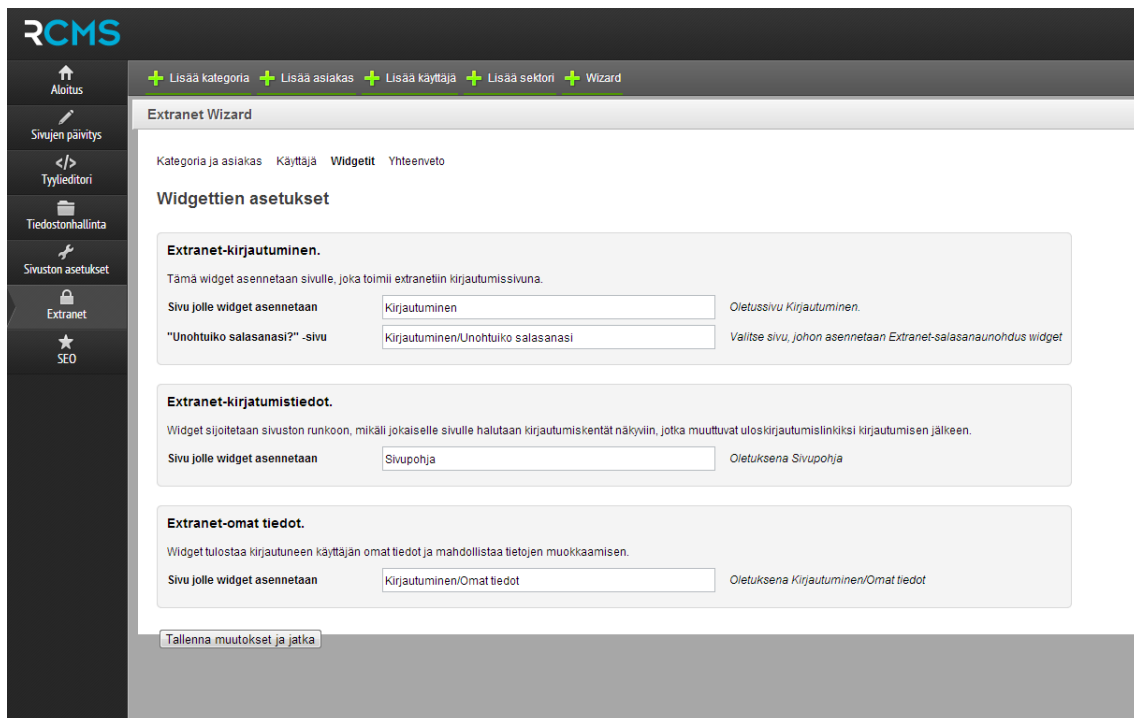 RCMS
Aloitus
Sivujen päivitys
Tyylieditori
Tiedostonhallinta
Sivuston asetukset
Extranet
SEO
Lisää kategoria Lisää asiakas Lisää käyttäjä Lisää sektori Wizard
Extranet Wizard
Kategoria ja asiakas Käyttäjä Widgetit Yhteenveto
Widgettien asetukset
Extranet-kirjautuminen.
Tämä widget asennetaan sivulle, joka toimii extranetiin kirjautumissivuna.
Sivu jolle widget asennetaan Kirjautuminen Oletussivu Kirjautuminen.
"Unohtuiko salasanasi?" -sivu Kirjautuminen/Unohtuiko salasanasi Valitse sivu, johon asennetaan Extranet-salasanaunohdus widget
Extranet-kirjatumistiedot.
Widget sijoitetaan sivuston runkoon, mikäli jokaiselle sivulle halutaan kirjautumiskentät näkyviin, jotka muuttuvat uloskirjautumislinkiksi kirjautumisen jälkeen.
Sivu jolle widget asennetaan Sivupohja Oletuksena Sivupohja
Extranet-omat tiedot.
Widget tulostaa kirjautuneen käyttäjän omat tiedot ja mahdollistaa tietojen muokkaamisen.
Sivu jolle widget asennetaan Kirjautuminen/Omat tiedot Oletuksena Kirjautuminen/Omat tiedot
Tallenna muutokset ja jatka